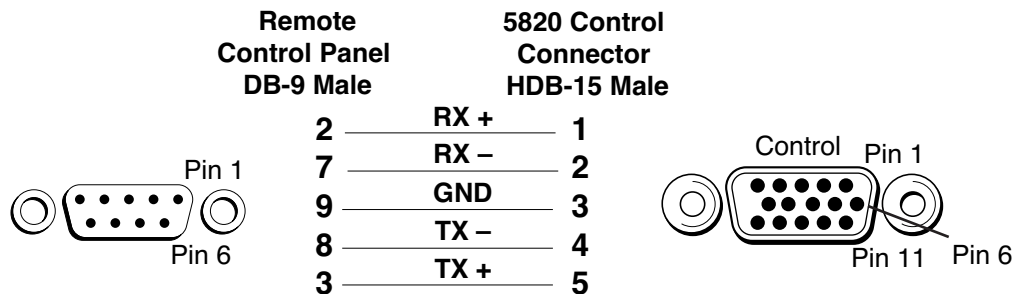 Remote
Control Panel
DB-9 Male
5820 Control
Connector
HDB-15 Male
2 RX + 1
7 RX – 2
9 GND 3
8 TX – 4
3 TX + 5
Pin 1
Pin 6
Control
Pin 1
Pin 11
Pin 6